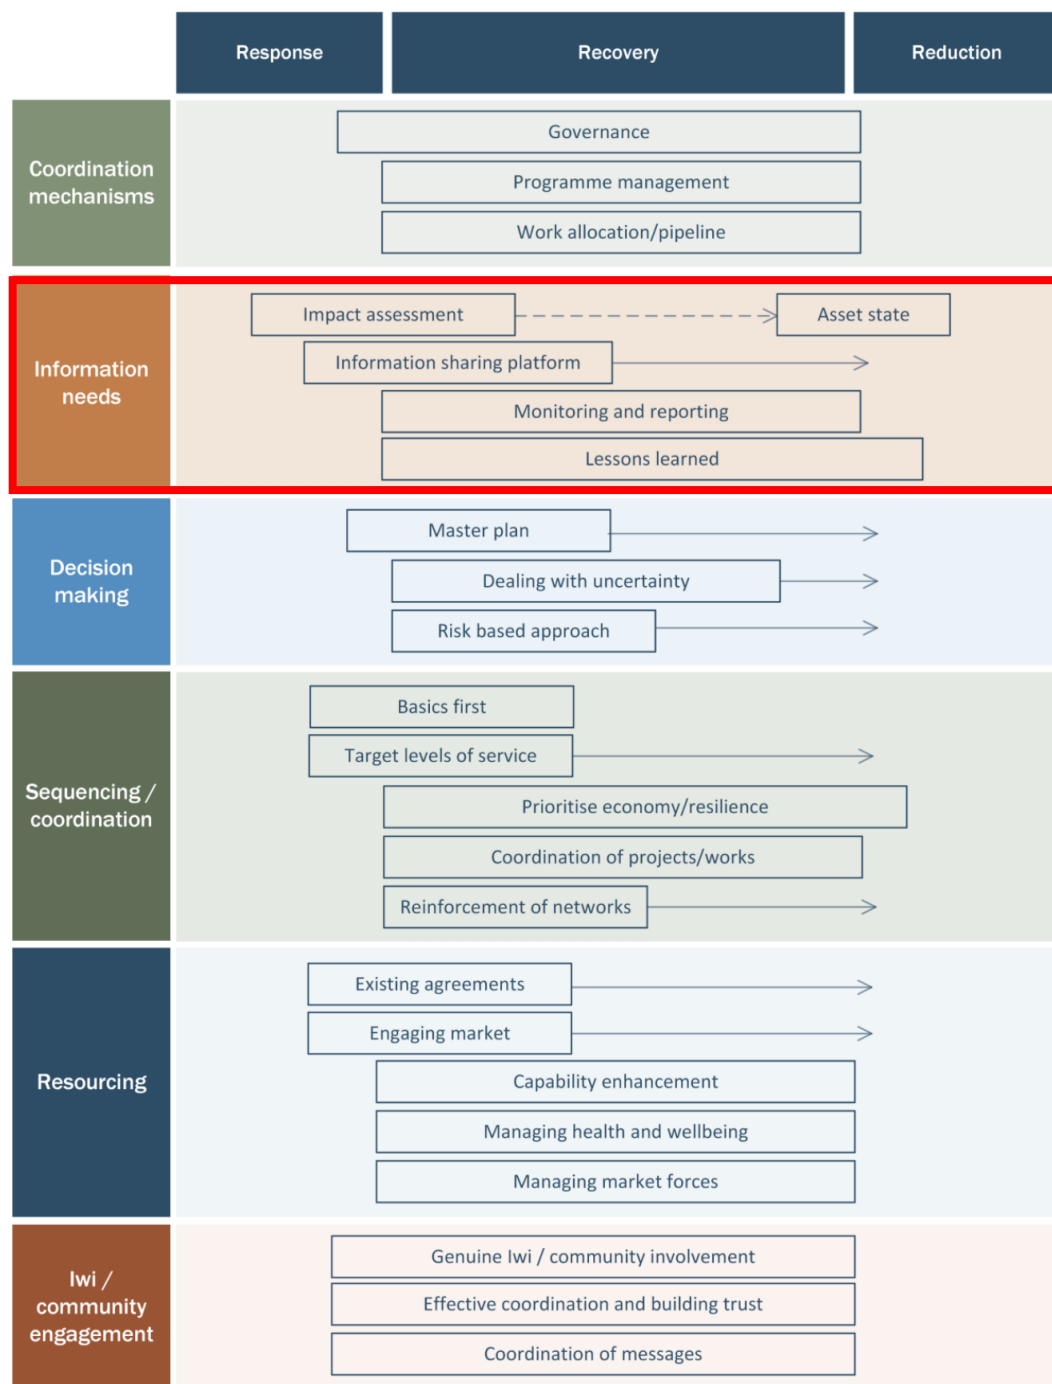 Response
Recovery
Reduction
Coordination
mechanisms
Governance
Programme management
Work allocation/pipeline
Information
needs
Impact assessment
Asset state
Information sharing platform
Monitoring and reporting
Lessons learned
Decision
making
Master plan
Dealing with uncertainty
Risk based approach
Sequencing /
coordination
Basics first
Target levels of service
Prioritise economy/resilience
Coordination of projects/works
Reinforcement of networks
Resourcing
Existing agreements
Engaging market
Capability enhancement
Managing health and wellbeing
Managing market forces
Iwi /
community
engagement
Genuine Iwi / community involvement
Effective coordination and building trust
Coordination of messages